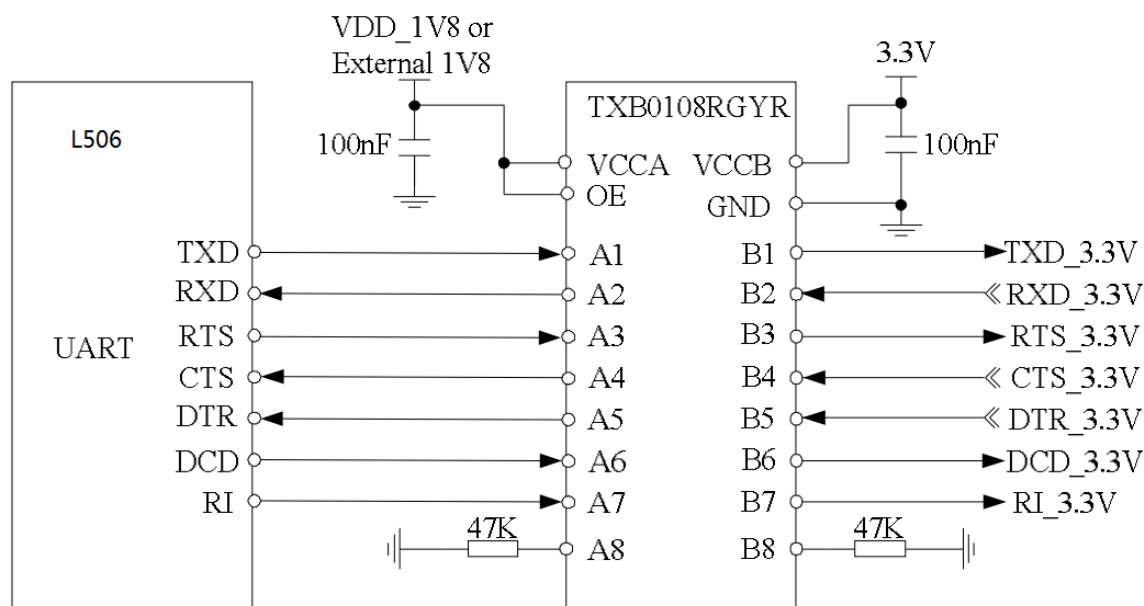 VDD_1V8 or
External 1V8
3.3V
L506
TXB0108RGYR
100nF
100nF
VCCA
VCCB
OE
GND
TXD
A1
B1
TXD_3.3V
RXD
A2
B2
RXD_3.3V
RTS
A3
B3
RTS_3.3V
UART
CTS
A4
B4
CTS_3.3V
DTR
A5
B5
DTR_3.3V
DCD
A6
B6
DCD_3.3V
RI
A7
B7
RI_3.3V
47K
A8
B8
47K